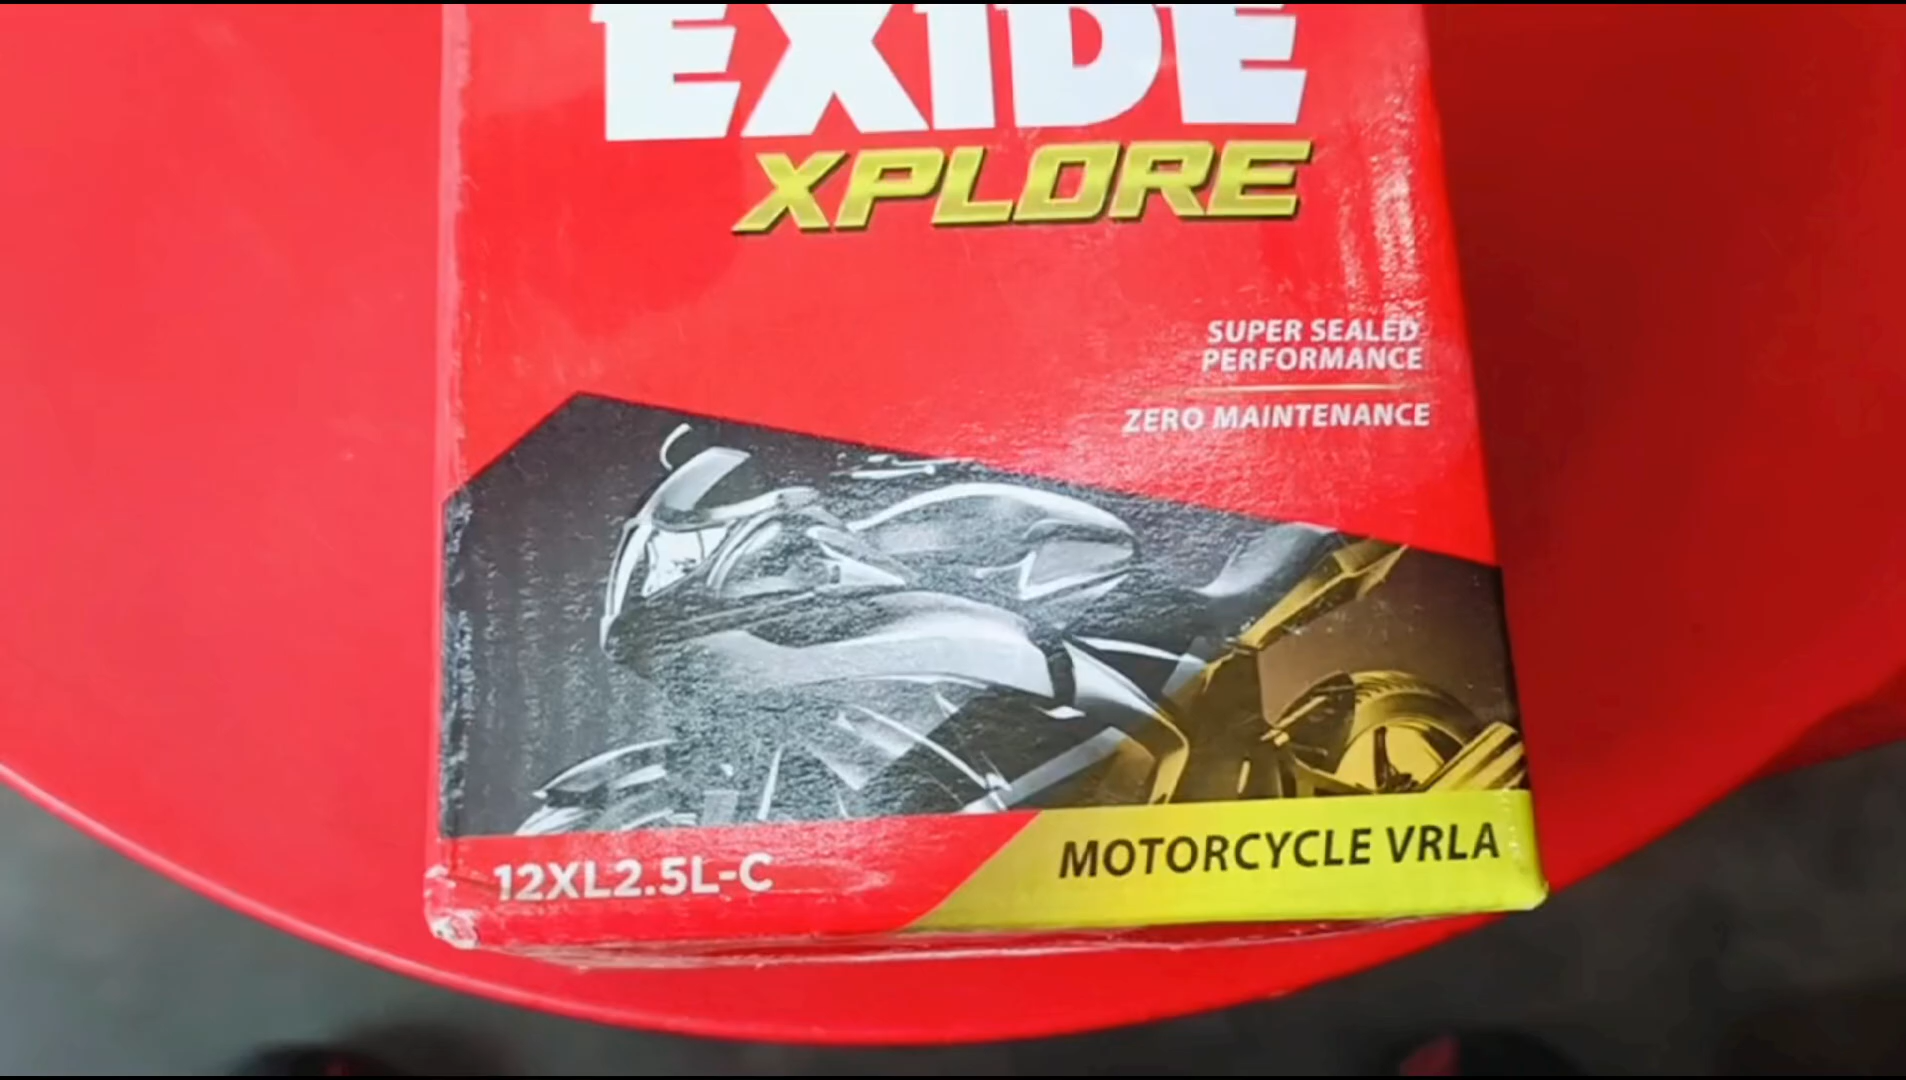 EXIDE
XPLORE
SUPER SEALED
PERFORMANCE
ZERO MAINTENANCE
12XL2.5L-C
MOTORCYCLE VRLA